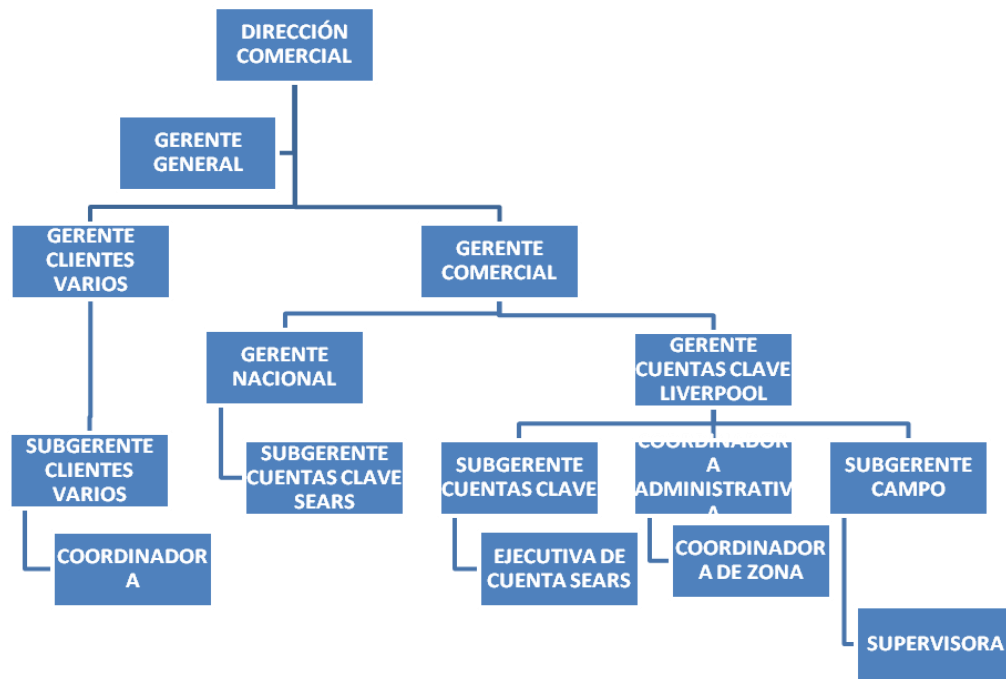 DIRECCIÓN
COMERCIAL
GERENTE
GENERAL
GERENTE
CLIENTES
VARIOS
GERENTE
COMERCIAL
GERENTE
NACIONAL
GERENTE
CUENTAS CLAVE
LIVERPOOL
SUBGERENTE
CLIENTES
VARIOS
SUBGERENTE
CUENTAS CLAVE
SEARS
SUBGERENTE
CUENTAS CLAVE
COORDINADOR
A
ADMINISTRATIV
A
SUBGERENTE
CAMPO
COORDINADOR
A
EJECUTIVA DE
CUENTA SEARS
COORDINADOR
A DE ZONA
SUPERVISORA